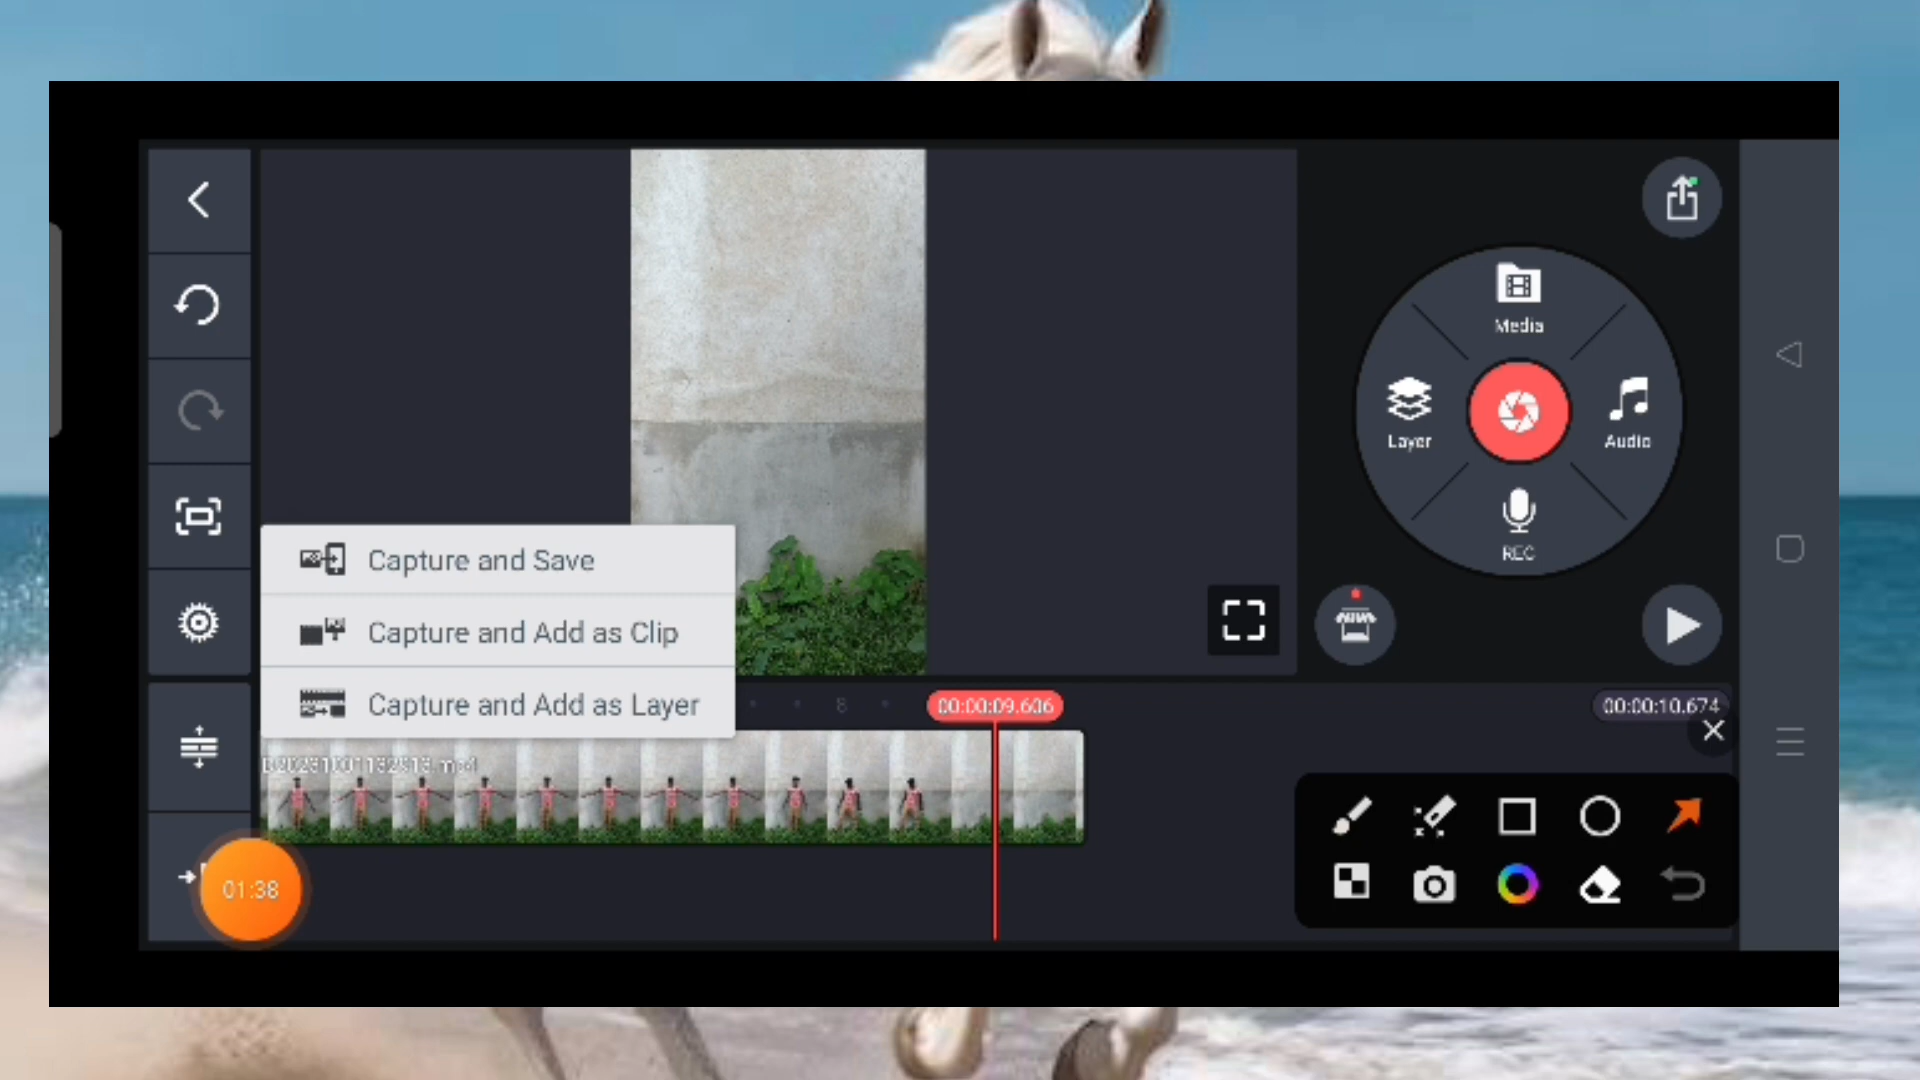 Media
Layer
Audio
REC
Capture and Save
Capture and Add as Clip
Capture and Add as Layer
8
00:00:09.606
00:00:10.674
01:38